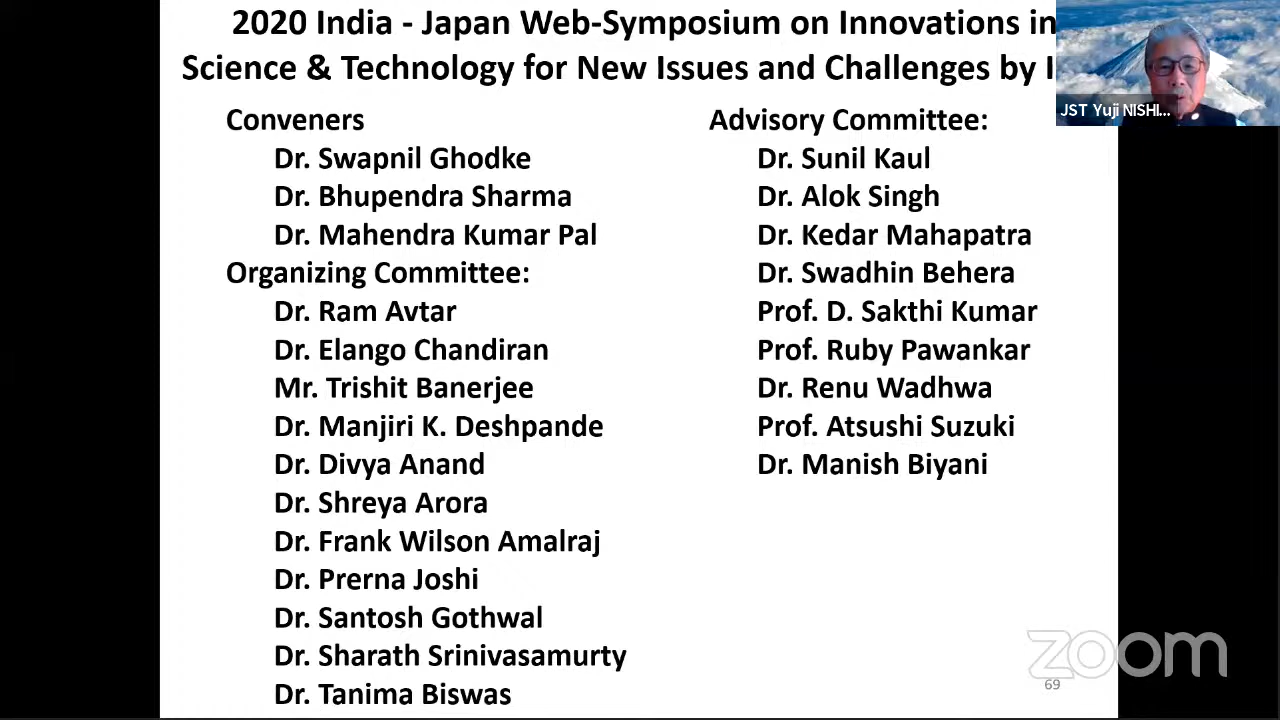 2020 India - Japan Web-Symposium on Innovations in
Science & Technology for New Issues and Challenges by
JST Yuji NISHI...
Conveners
Dr. Swapnil Ghodke
Dr. Bhupendra Sharma
Dr. Mahendra Kumar Pal
Organizing Committee:
Dr. Ram Avtar
Dr. Elango Chandiran
Mr. Trishit Banerjee
Dr. Manjiri K. Deshpande
Dr. Divya Anand
Dr. Shreya Arora
Dr. Frank Wilson Amalraj
Dr. Prerna Joshi
Dr. Santosh Gothwal
Dr. Sharath Srinivasamurty
Dr. Tanima Biswas
Advisory Committee:
Dr. Sunil Kaul
Dr. Alok Singh
Dr. Kedar Mahapatra
Dr. Swadhin Behera
Prof. D. Sakthi Kumar
Prof. Ruby Pawankar
Dr. Renu Wadhwa
Prof. Atsushi Suzuki
Dr. Manish Biyani
zoom
69